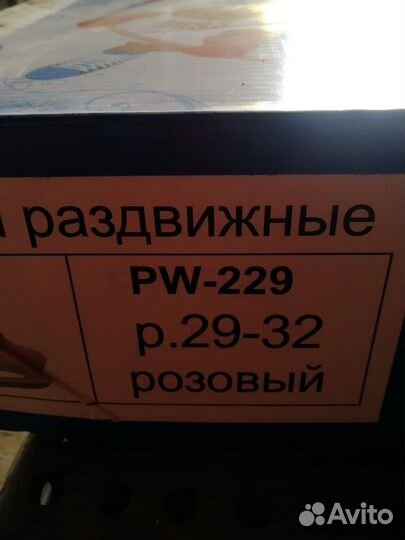 раздвижные
PW-229
р.29-32
розовый
Avito